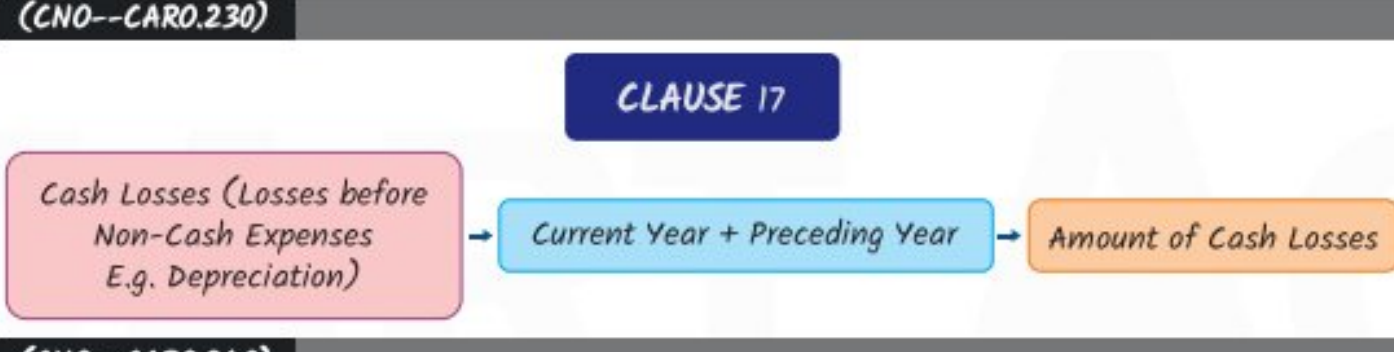 (CNO--CARO.230)
CLAUSE 17
Cash Losses (Losses before
Non-Cash Expenses
E.g. Depreciation)
Current Year + Preceding Year
Amount of Cash Losses